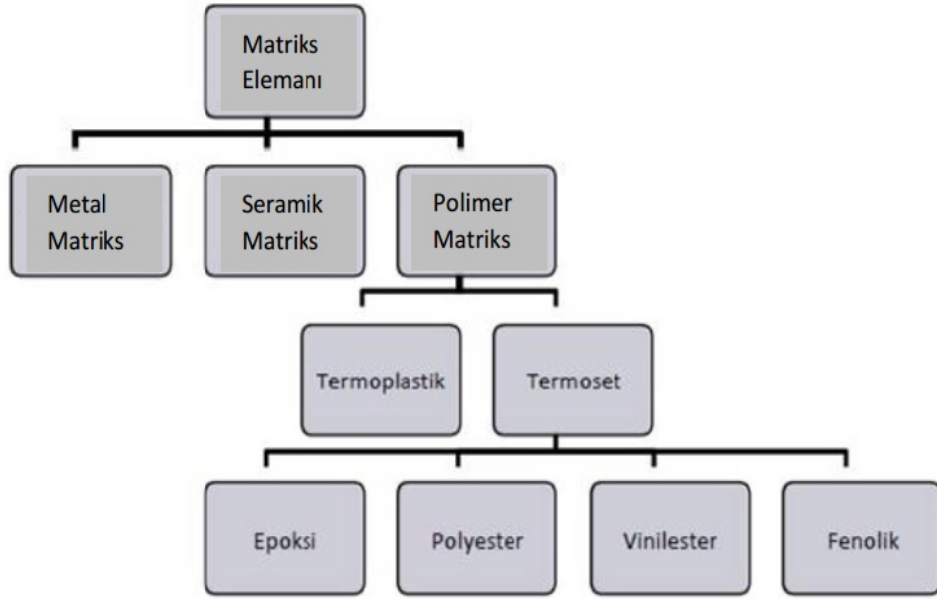 Matriks
Elemanı
Metal
Matriks
Seramik
Matriks
Polimer
Matriks
Termoplastik
Termoset
Epoksi
Polyester
Vinilester
Fenolik